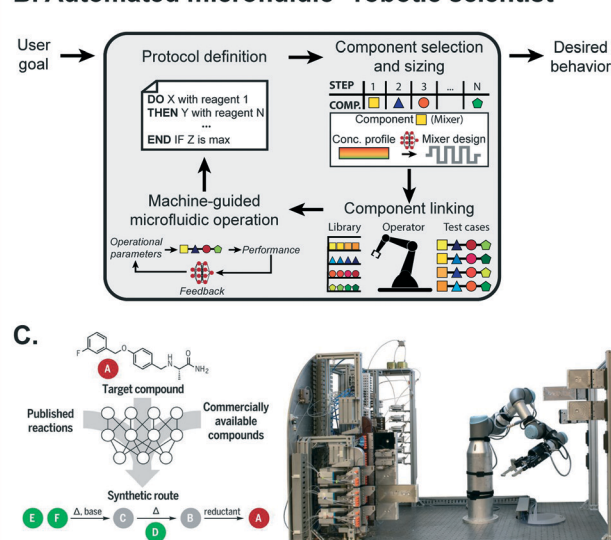 B. Automated microfluidic "robotic scientist"
User goal
Protocol definition
Component selection and sizing
Desired behavior
DO X with reagent 1
THEN Y with reagent N
...
END IF Z is max
STEP 1 2 3 ... N
COMP.
Component (Mixer)
Conc. profile
Mixer design
Machine-guided microfluidic operation
Component linking
Operational parameters
Performance
Feedback
Library
Operator
Test cases
C.
F
O
H
N
O
NH₂
A
Target compound
Published reactions
Commercially available compounds
Synthetic route
E F Δ, base C Δ B reductant A
D